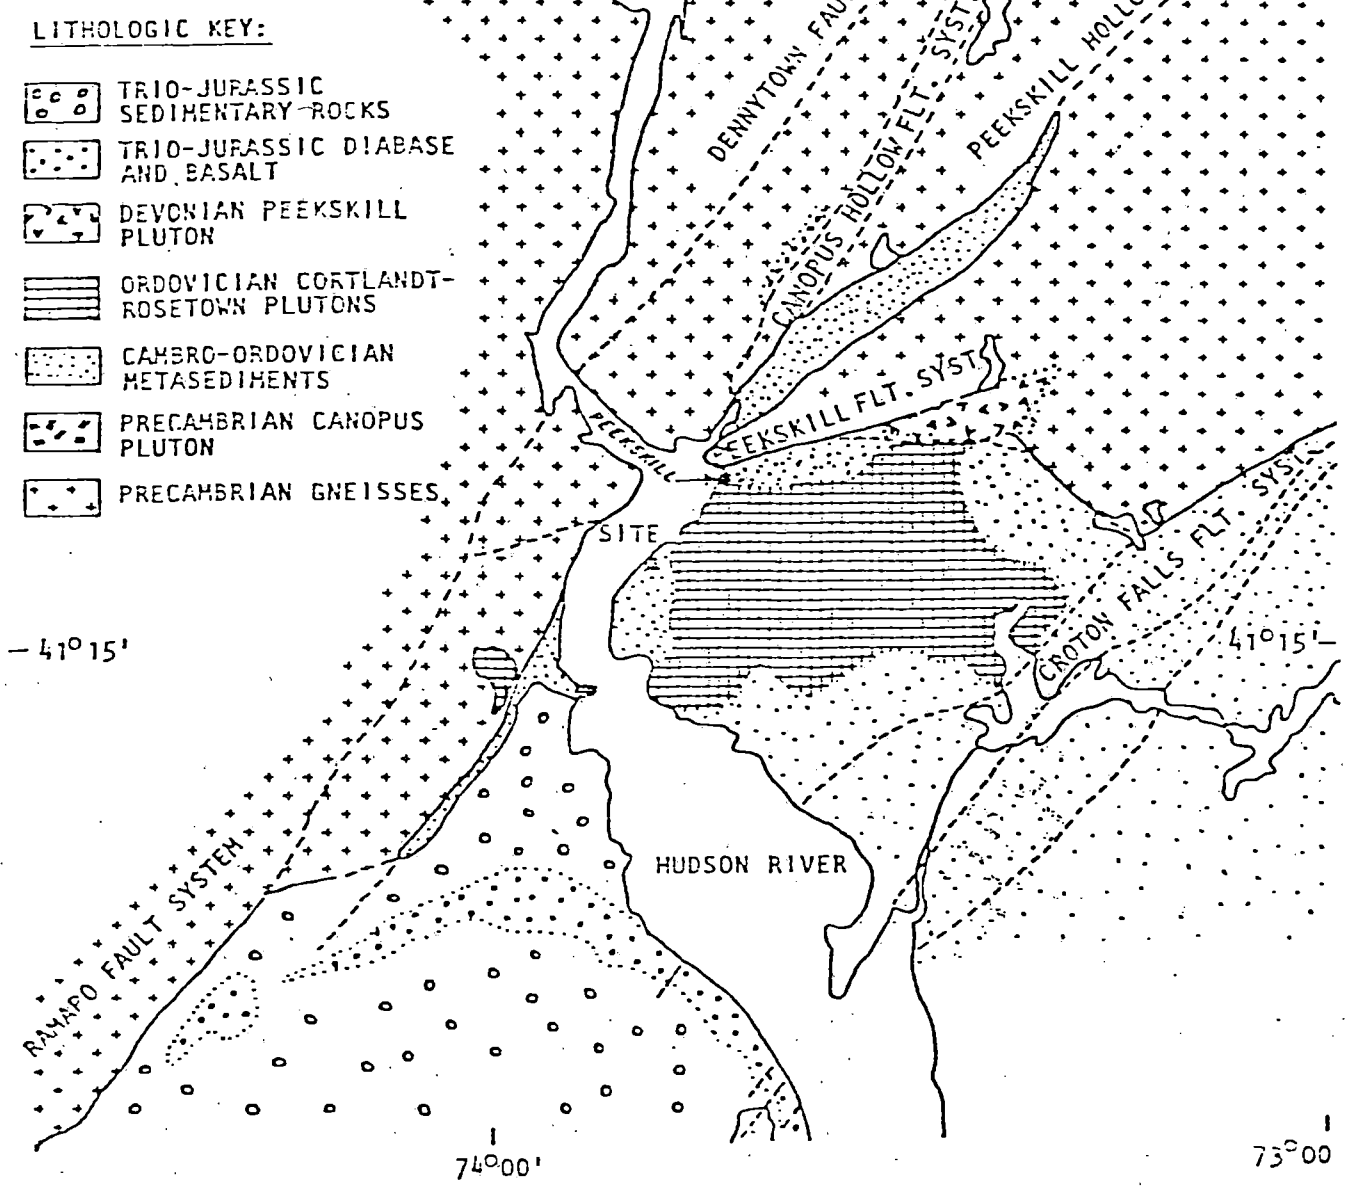 LITHOLOGIC KEY:
TRIO-JURASSIC
SEDIMENTARY ROCKS
TRIO-JURASSIC DIABASE
AND BASALT
DEVONIAN PEEKSKILL
PLUTON
ORDOVICIAN CORTLANDT-
ROSETOWN PLUTONS
CAMBRO-ORDOVICIAN
METASEDIMENTS
PRECAMBRIAN CANOPUS
PLUTON
PRECAMBRIAN GNEISSES
DENNYTOWN FAU
CANOPUS HOLLOW FLT. SYST
PEEKSKILL HOLLO
PEEKSKILL
EEKSKILL FLT. SYST.
SITE
CROTON FALLS FLT SYST
41°15'
41°15'
HUDSON RIVER
RAMAPO FAULT SYSTEM
74°00'
73°00